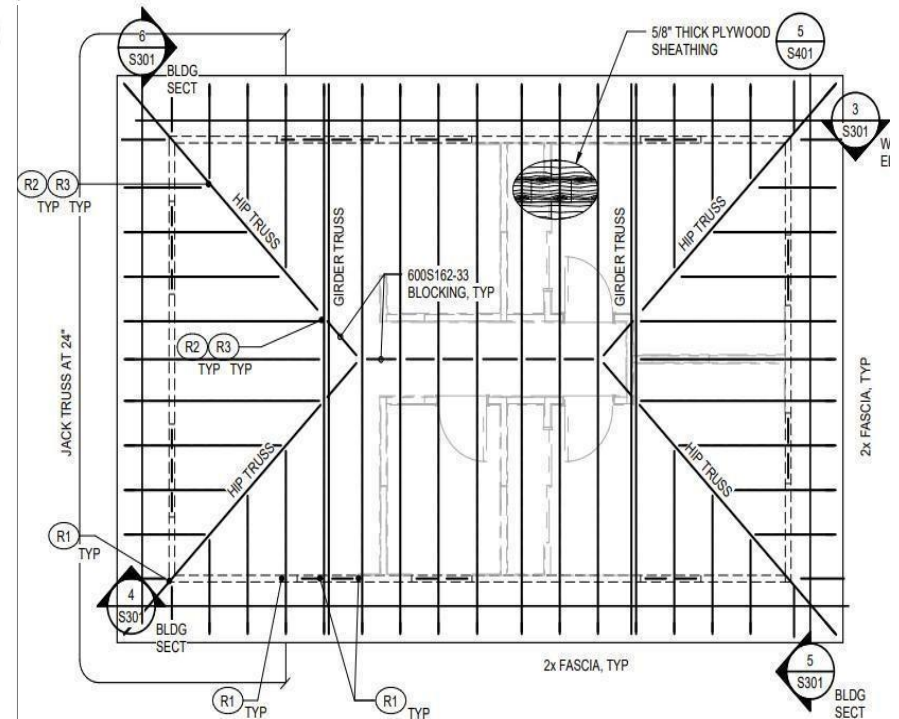 6
S301
BLDG
SECT
5/8" THICK PLYWOOD
SHEATHING
5
S401
3
S301
R2 R3
TYP TYP
HIP TRUSS
GIRDER TRUSS
GIRDER TRUSS
HIP TRUSS
600S162-33
BLOCKING, TYP
R2 R3
TYP TYP
JACK TRUSS AT 24"
2x FASCIA, TYP
HIP TRUSS
HIP TRUSS
R1
TYP
4
S301
BLDG
SECT
2x FASCIA, TYP
5
S301
BLDG
SECT
R1
TYP
R1
TYP